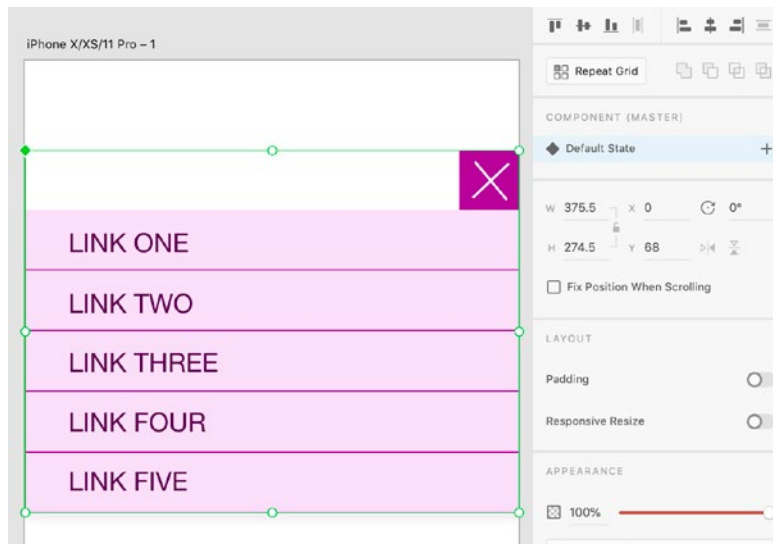 iPhone X/XS/11 Pro – 1
LINK ONE
LINK TWO
LINK THREE
LINK FOUR
LINK FIVE
Repeat Grid
COMPONENT (MASTER)
Default State
W 375.5 X 0 0°
H 274.5 Y 68
Fix Position When Scrolling
LAYOUT
Padding
Responsive Resize
APPEARANCE
100%